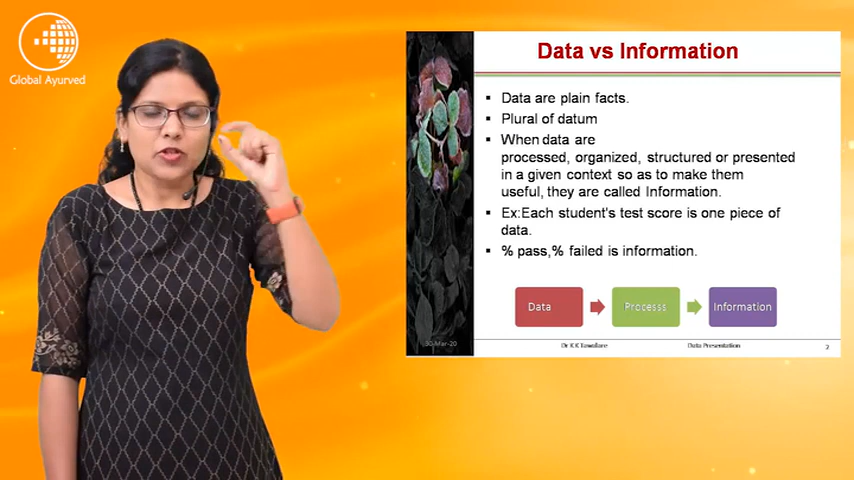 Global Ayurved
Data vs Information
▪ Data are plain facts.
▪ Plural of datum
▪ When data are
processed, organized, structured or presented
in a given context so as to make them
useful, they are called Information.
▪ Ex:Each student's test score is one piece of
data.
▪ % pass,% failed is information.
Data
Processs
Information
30-Mar-20
Dr K K Tawalare
Data Presentation
2